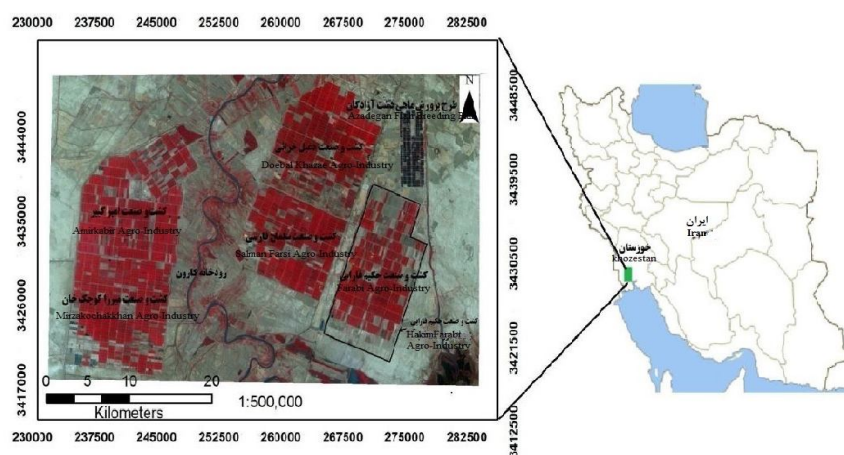 230000 237500 245000 252500 260000 267500 275000 282500
3444000
3435000
3426000
3417000
3448500
3439500
3430500
3421500
3412500
N
طرح پرورش ماهی دشت آزادگان
Azadegan Fish Breeding
کشت و صنعت دعبل خزاعی
Doebal Khazae Agro-Industry
کشت و صنعت امیر کبیر
Amirkabir Agro-Industry
کشت و صنعت سلمان فارسی
Salman Farsi Agro-Industry
رودخانه کارون
کشت و صنعت حکیم فارابی
Farabi Agro-Industry
کشت و صنعت میرزا کوچک خان
Mirzakochakkhan Agro-Industry
کشت و صنعت حکیم فارابی
HakimFarabi
Agro-Industry
0 5 10 20
Kilometers
1:500,000
230000 237500 245000 252500 260000 267500 275000 282500
ایران
Iran
خوزستان
khozestan